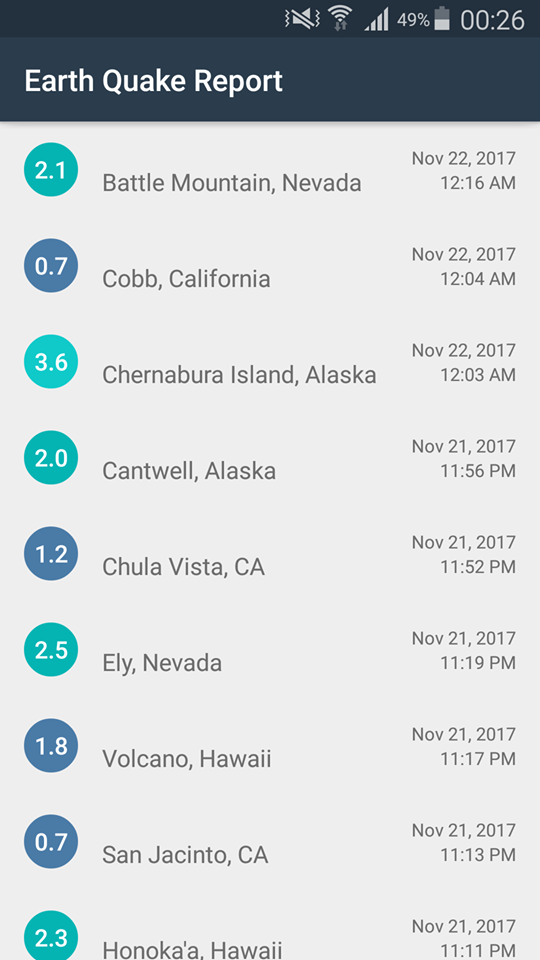 49% 00:26
Earth Quake Report
Nov 22, 2017
2.1 Battle Mountain, Nevada 12:16 AM
Nov 22, 2017
0.7 Cobb, California 12:04 AM
Nov 22, 2017
3.6 Chernabura Island, Alaska 12:03 AM
Nov 21, 2017
2.0 Cantwell, Alaska 11:56 PM
Nov 21, 2017
1.2 Chula Vista, CA 11:52 PM
Nov 21, 2017
2.5 Ely, Nevada 11:19 PM
Nov 21, 2017
1.8 Volcano, Hawaii 11:17 PM
Nov 21, 2017
0.7 San Jacinto, CA 11:13 PM
Nov 21, 2017
2.3 Honoka'a, Hawaii 11:11 PM